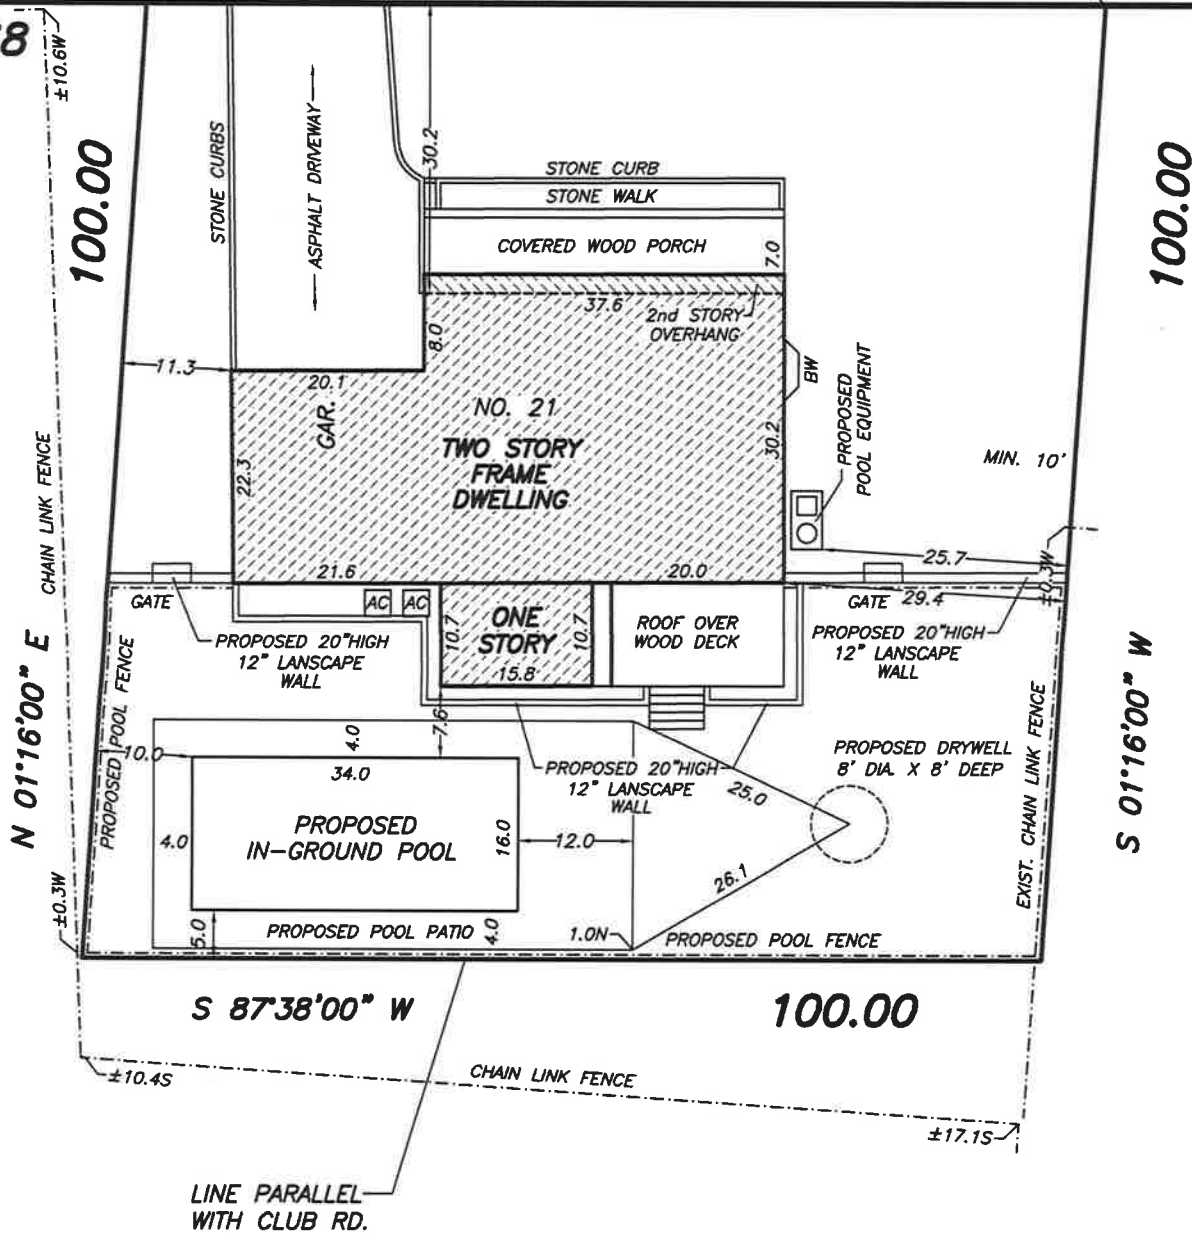 8
±10.6W
100.00
STONE CURBS
ASPHALT DRIVEWAY
30.2
STONE CURB
STONE WALK
COVERED WOOD PORCH
7.0
100.00
37.6
2nd STORY
OVERHANG
8.0
11.3
20.1
GAR.
NO. 21
TWO STORY
FRAME
DWELLING
22.3
30.2
BW
PROPOSED
POOL EQUIPMENT
MIN. 10'
CHAIN LINK FENCE
21.6
20.0
25.7
±0.3W
GATE
AC
AC
GATE
29.4
PROPOSED 20"HIGH
12" LANSCAPE
WALL
10.7
ONE
STORY
10.7
15.8
ROOF OVER
WOOD DECK
PROPOSED 20"HIGH
12" LANSCAPE
WALL
N 01°16'00" E
PROPOSED POOL FENCE
S 01°16'00" W
EXIST. CHAIN LINK FENCE
7.6
4.0
10.0
34.0
PROPOSED 20"HIGH
12" LANSCAPE
WALL
25.0
PROPOSED DRYWELL
8' DIA. X 8' DEEP
4.0
PROPOSED
IN-GROUND POOL
16.0
12.0
26.1
±0.3W
5.0
PROPOSED POOL PATIO
4.0
1.0N
PROPOSED POOL FENCE
S 87°38'00" W
100.00
±10.4S
CHAIN LINK FENCE
±17.1S
LINE PARALLEL
WITH CLUB RD.